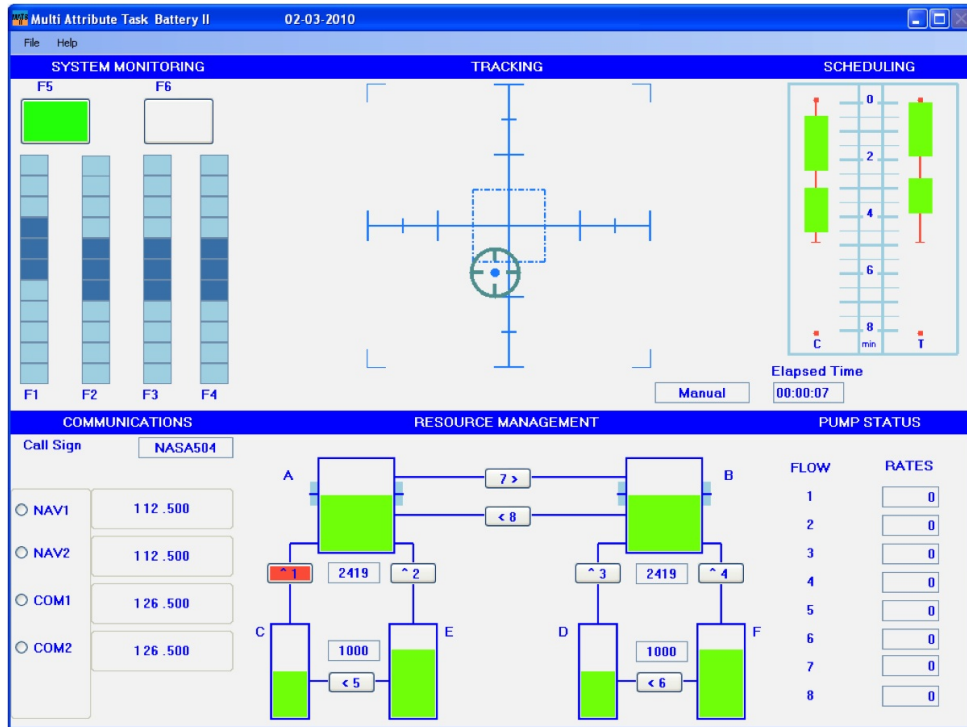 Multi Attribute Task Battery II 02-03-2010
File Help
SYSTEM MONITORING TRACKING SCHEDULING
F5 F6
0
2
4
6
8
C min T
F1 F2 F3 F4
Elapsed Time
Manual 00:00:07
COMMUNICATIONS RESOURCE MANAGEMENT PUMP STATUS
Call Sign NASA504
NAV1 112.500
NAV2 112.500
COM1 126.500
COM2 126.500
A 7 > B
< 8
^ 1 2419 ^ 2 ^ 3 2419 ^ 4
C E D F
1000 1000
< 5 < 6
FLOW RATES
1 0
2 0
3 0
4 0
5 0
6 0
7 0
8 0